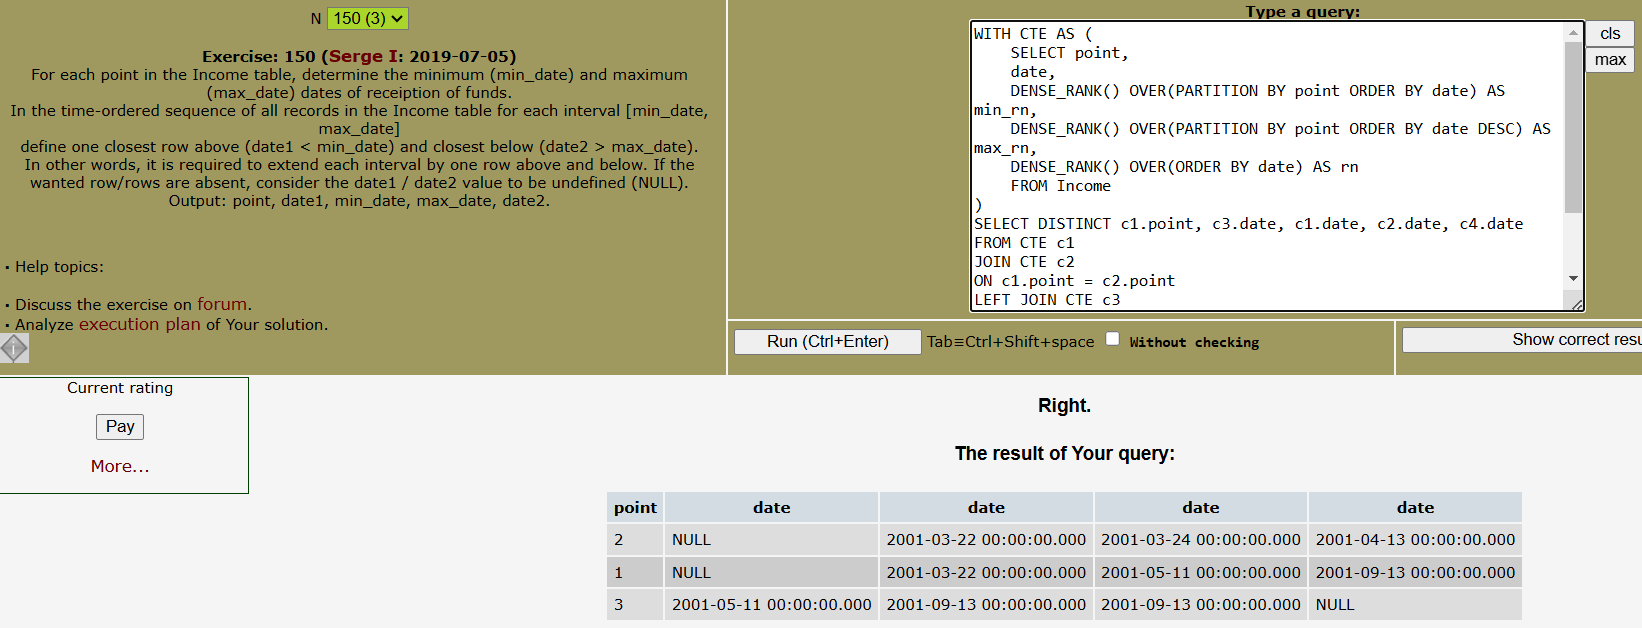 N 150 (3)
Exercise: 150 (Serge I: 2019-07-05)
For each point in the Income table, determine the minimum (min_date) and maximum
(max_date) dates of receiption of funds.
In the time-ordered sequence of all records in the Income table for each interval [min_date,
max_date]
define one closest row above (date1 < min_date) and closest below (date2 > max_date).
In other words, it is required to extend each interval by one row above and below. If the
wanted row/rows are absent, consider the date1 / date2 value to be undefined (NULL).
Output: point, date1, min_date, max_date, date2.
• Help topics:
• Discuss the exercise on forum.
• Analyze execution plan of Your solution.
Type a query:
WITH CTE AS (
    SELECT point,
    date,
    DENSE_RANK() OVER(PARTITION BY point ORDER BY date) AS
min_rn,
    DENSE_RANK() OVER(PARTITION BY point ORDER BY date DESC) AS
max_rn,
    DENSE_RANK() OVER(ORDER BY date) AS rn
    FROM Income
)
SELECT DISTINCT c1.point, c3.date, c1.date, c2.date, c4.date
FROM CTE c1
JOIN CTE c2
ON c1.point = c2.point
LEFT JOIN CTE c3
cls
max
Run (Ctrl+Enter) Tab≡Ctrl+Shift+space Without checking
Show correct resu
Current rating
Pay
More...
Right.
The result of Your query:
point date date date date
2 NULL 2001-03-22 00:00:00.000 2001-03-24 00:00:00.000 2001-04-13 00:00:00.000
1 NULL 2001-03-22 00:00:00.000 2001-05-11 00:00:00.000 2001-09-13 00:00:00.000
3 2001-05-11 00:00:00.000 2001-09-13 00:00:00.000 2001-09-13 00:00:00.000 NULL